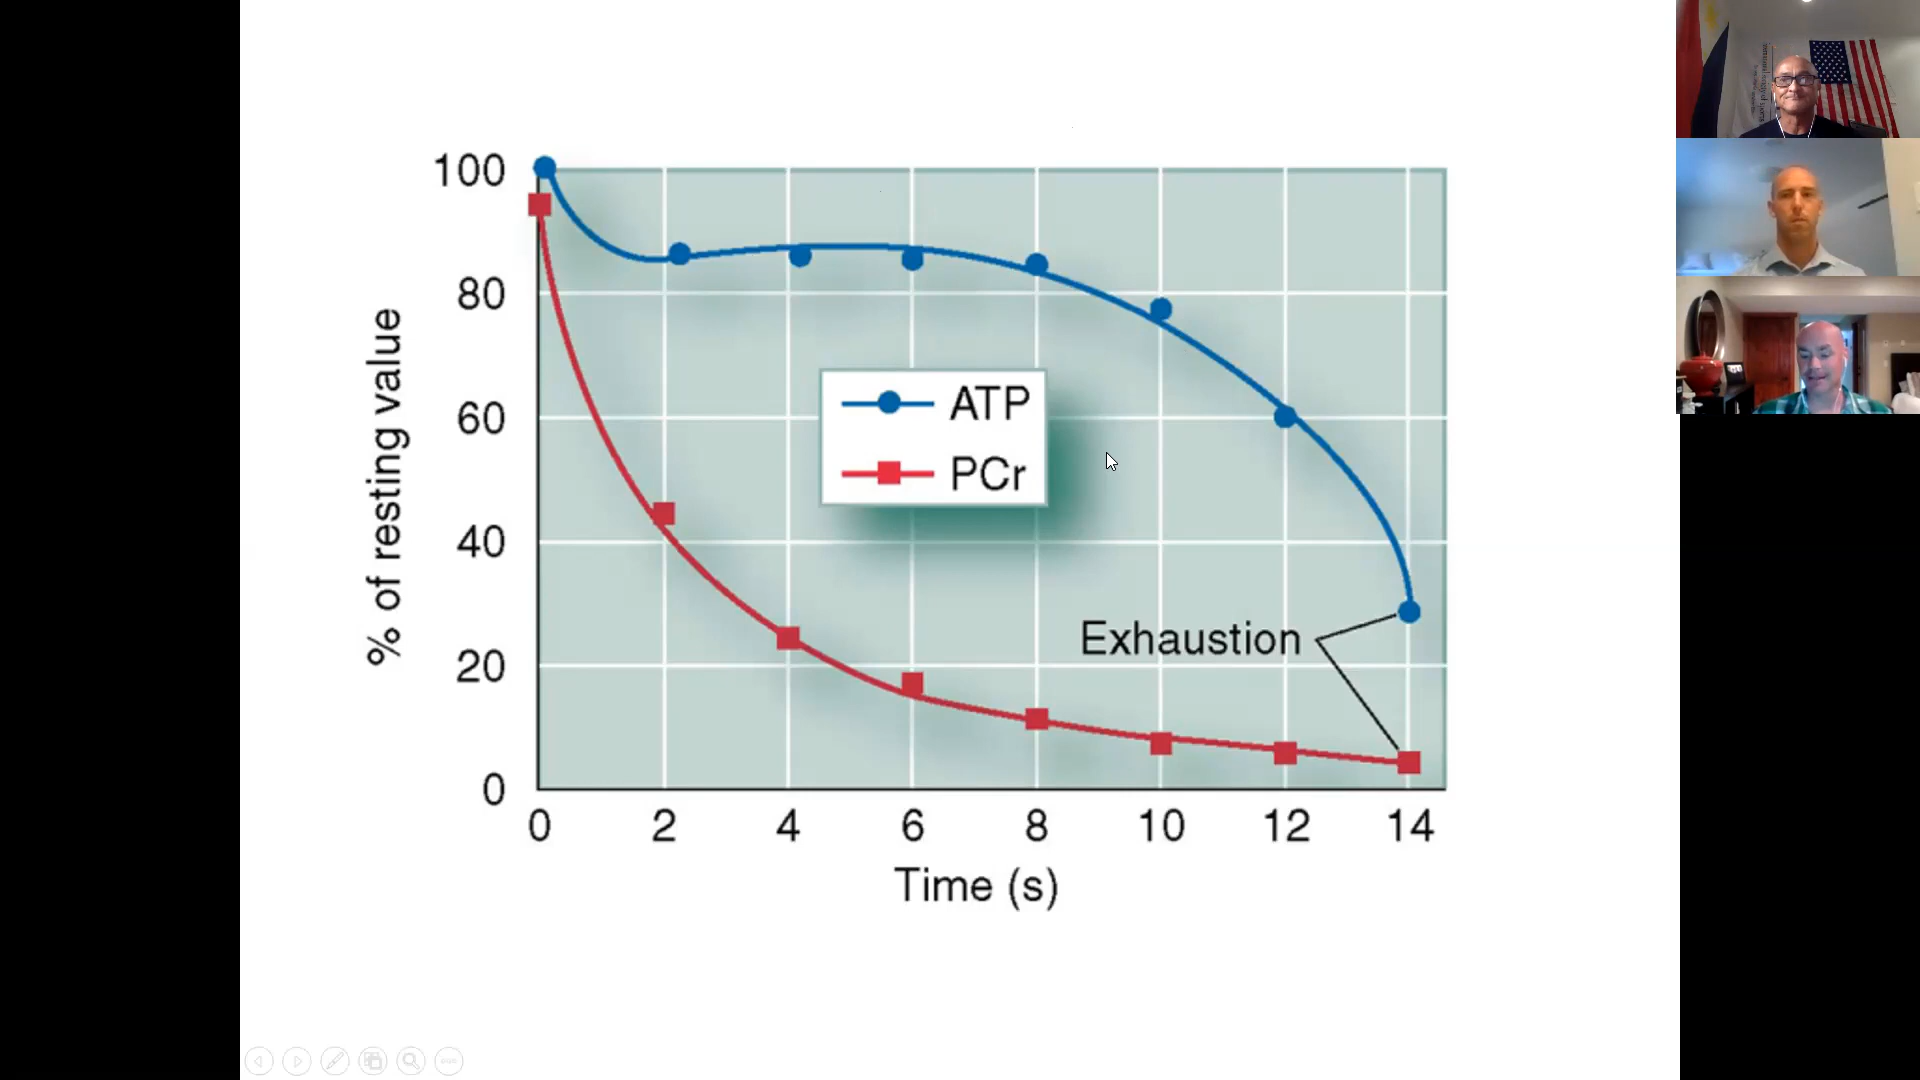 100
80
60
40
20
0
% of resting value
ATP
PCr
Exhaustion
0 2 4 6 8 10 12 14
Time (s)